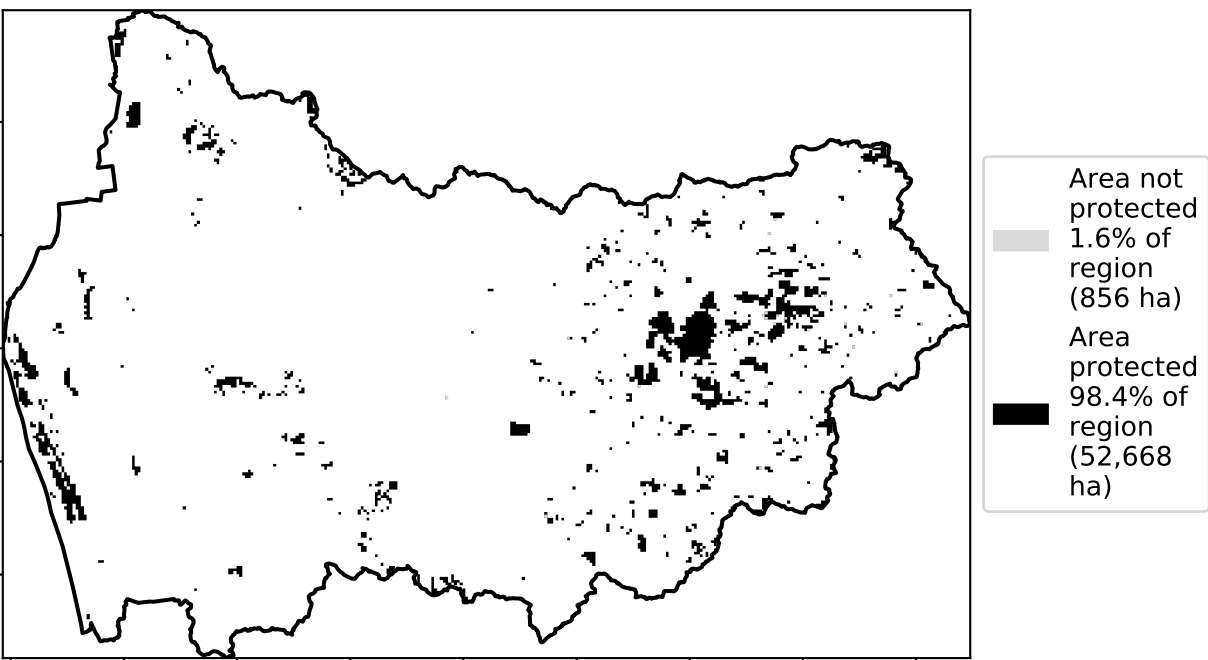 Area not
protected
1.6% of
region
(856 ha)
Area
protected
98.4% of
region
(52,668
ha)